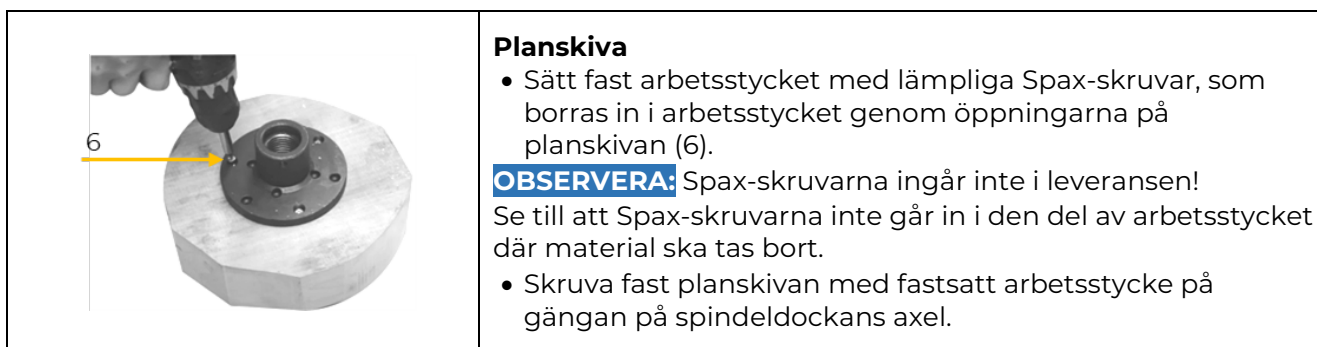 6
Planskiva
• Sätt fast arbetsstycket med lämpliga Spax-skruvar, som
borras in i arbetsstycket genom öppningarna på
planskivan (6).
OBSERVERA: Spax-skruvarna ingår inte i leveransen!
Se till att Spax-skruvarna inte går in i den del av arbetsstycket
där material ska tas bort.
• Skruva fast planskivan med fastsatt arbetsstycke på
gängan på spindeldockans axel.